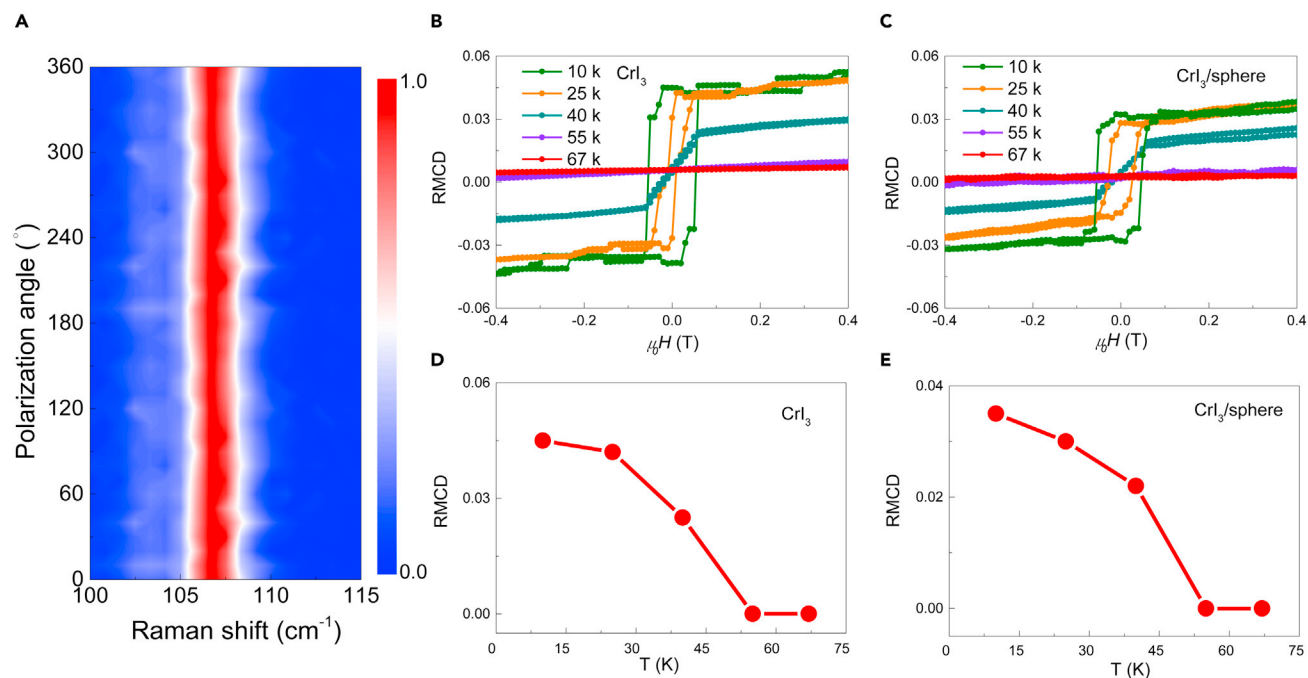 A
360
300
240
180
120
60
0
Polarization angle (°)
100 105 110 115
Raman shift (cm-1)
1.0
0.0
B
0.06
0.03
0.00
-0.03
-0.06
RMCD
10 k
25 k
40 k
55 k
67 k
CrI3
-0.4 -0.2 0.0 0.2 0.4
μ0H (T)
C
0.06
0.03
0.00
-0.03
-0.06
RMCD
10 k
25 k
40 k
55 k
67 k
CrI3/sphere
-0.4 -0.2 0.0 0.2 0.4
μ0H (T)
D
0.06
0.03
0.00
RMCD
CrI3
0 15 30 45 60 75
T (K)
E
0.04
0.02
0.00
RMCD
CrI3/sphere
0 15 30 45 60 75
T (K)